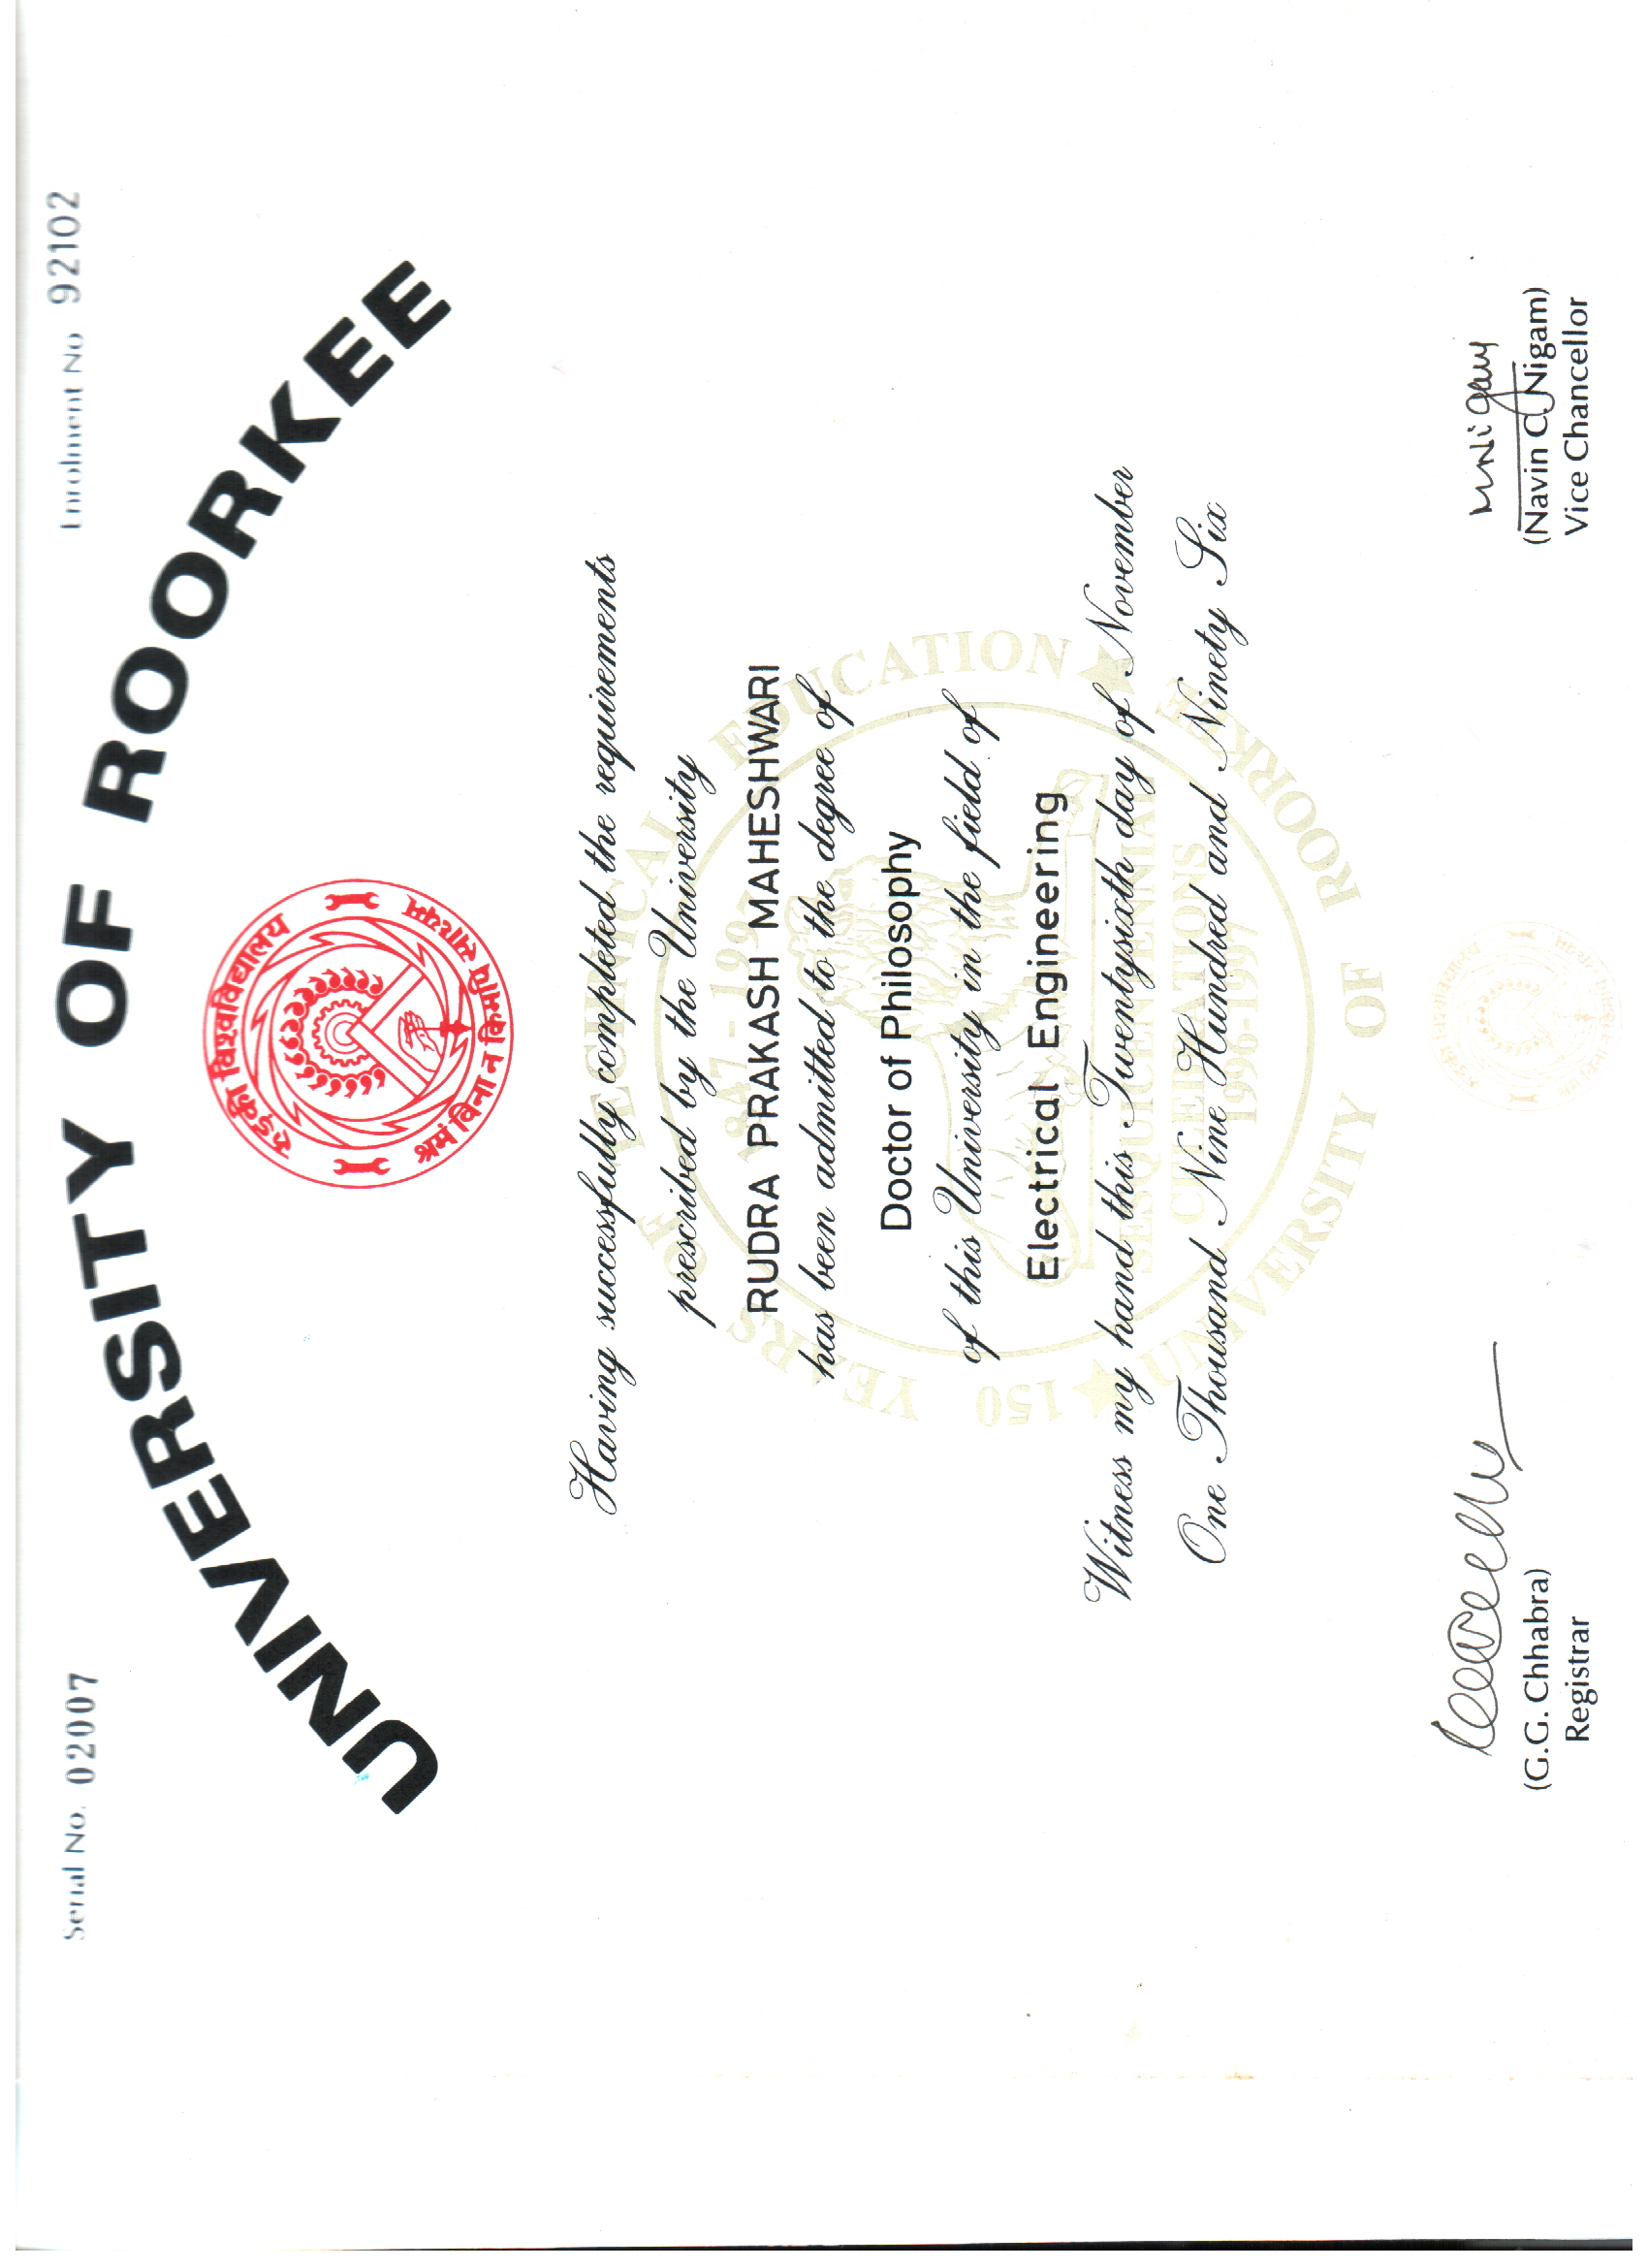 Serial No. 02007
Enrolment No 92102
UNIVERSITY OF ROORKEE
रुड़की विश्वविद्यालय
श्रमं विना न किमपि साध्यम्
Having successfully completed the requirements
prescribed by the University
RUDRA PRAKASH MAHESHWARI
has been admitted to the degree of
Doctor of Philosophy
of this University in the field of
Electrical Engineering
Witness my hand this Twentysixth day of November
One Thousand Nine Hundred and Ninety Six
150 YEARS OF TECHNICAL EDUCATION
1847-1997
SESQUICENTENNIAL
CELEBRATIONS
1996-1997
UNIVERSITY OF ROORKEE
(G.G. Chhabra)
Registrar
(Navin C. Nigam)
Vice Chancellor